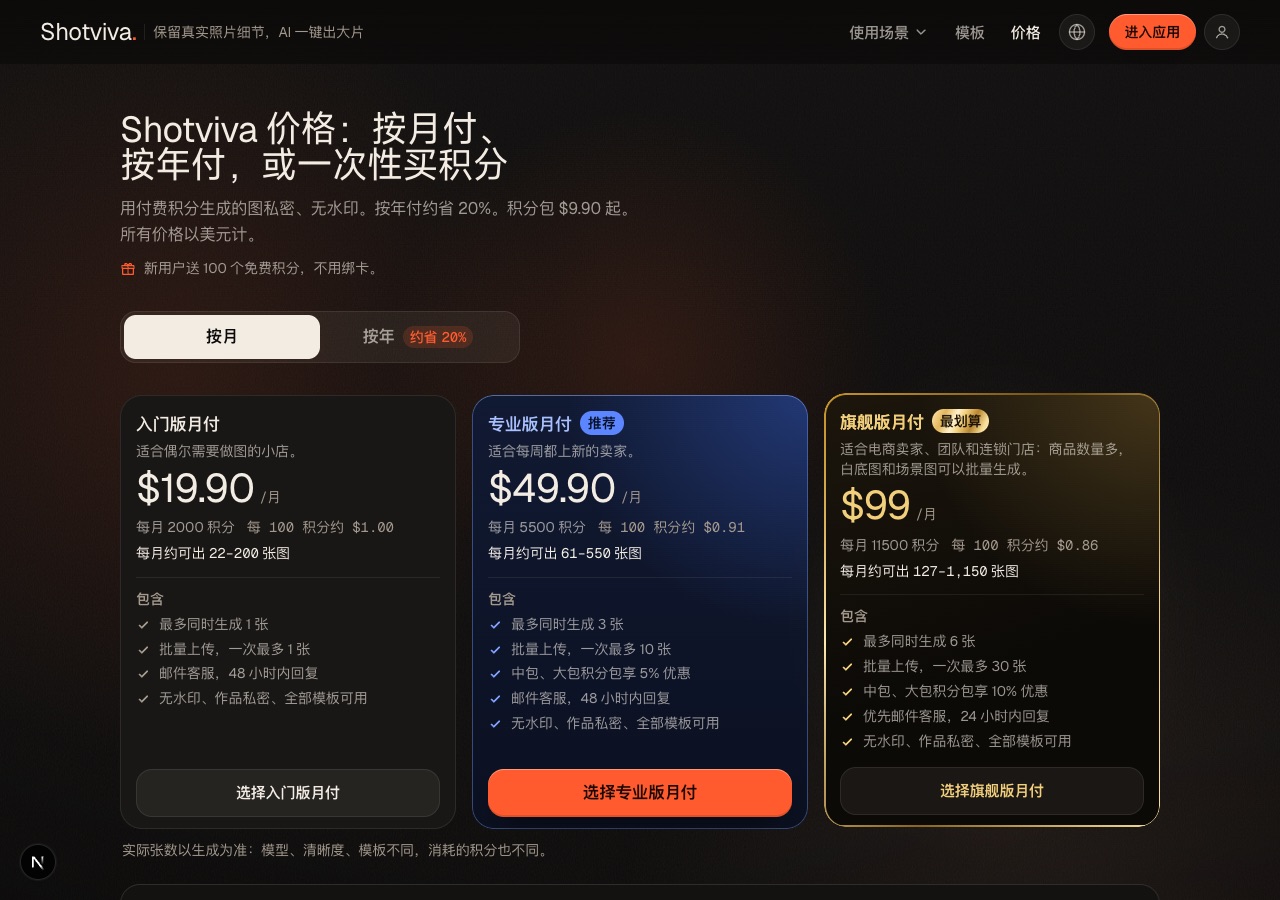 Shotviva. 保留真实照片细节，AI 一键出大片
使用场景 模板 价格 进入应用
Shotviva 价格：按月付、
按年付，或一次性买积分
用付费积分生成的图私密、无水印。按年付约省 20%。积分包 $9.90 起。
所有价格以美元计。
新用户送 100 个免费积分，不用绑卡。
按月
按年 约省 20%
入门版月付
适合偶尔需要做图的小店。
$19.90 /月
每月 2000 积分 每 100 积分约 $1.00
每月约可出 22–200 张图
包含
最多同时生成 1 张
批量上传，一次最多 1 张
邮件客服，48 小时内回复
无水印、作品私密、全部模板可用
选择入门版月付
专业版月付 推荐
适合每周都上新的卖家。
$49.90 /月
每月 5500 积分 每 100 积分约 $0.91
每月约可出 61–550 张图
包含
最多同时生成 3 张
批量上传，一次最多 10 张
中包、大包积分包享 5% 优惠
邮件客服，48 小时内回复
无水印、作品私密、全部模板可用
选择专业版月付
旗舰版月付 最划算
适合电商卖家、团队和连锁门店：商品数量多，
白底图和场景图可以批量生成。
$99 /月
每月 11500 积分 每 100 积分约 $0.86
每月约可出 127–1,150 张图
包含
最多同时生成 6 张
批量上传，一次最多 30 张
中包、大包积分包享 10% 优惠
优先邮件客服，24 小时内回复
无水印、作品私密、全部模板可用
选择旗舰版月付
实际张数以生成为准：模型、清晰度、模板不同，消耗的积分也不同。
N